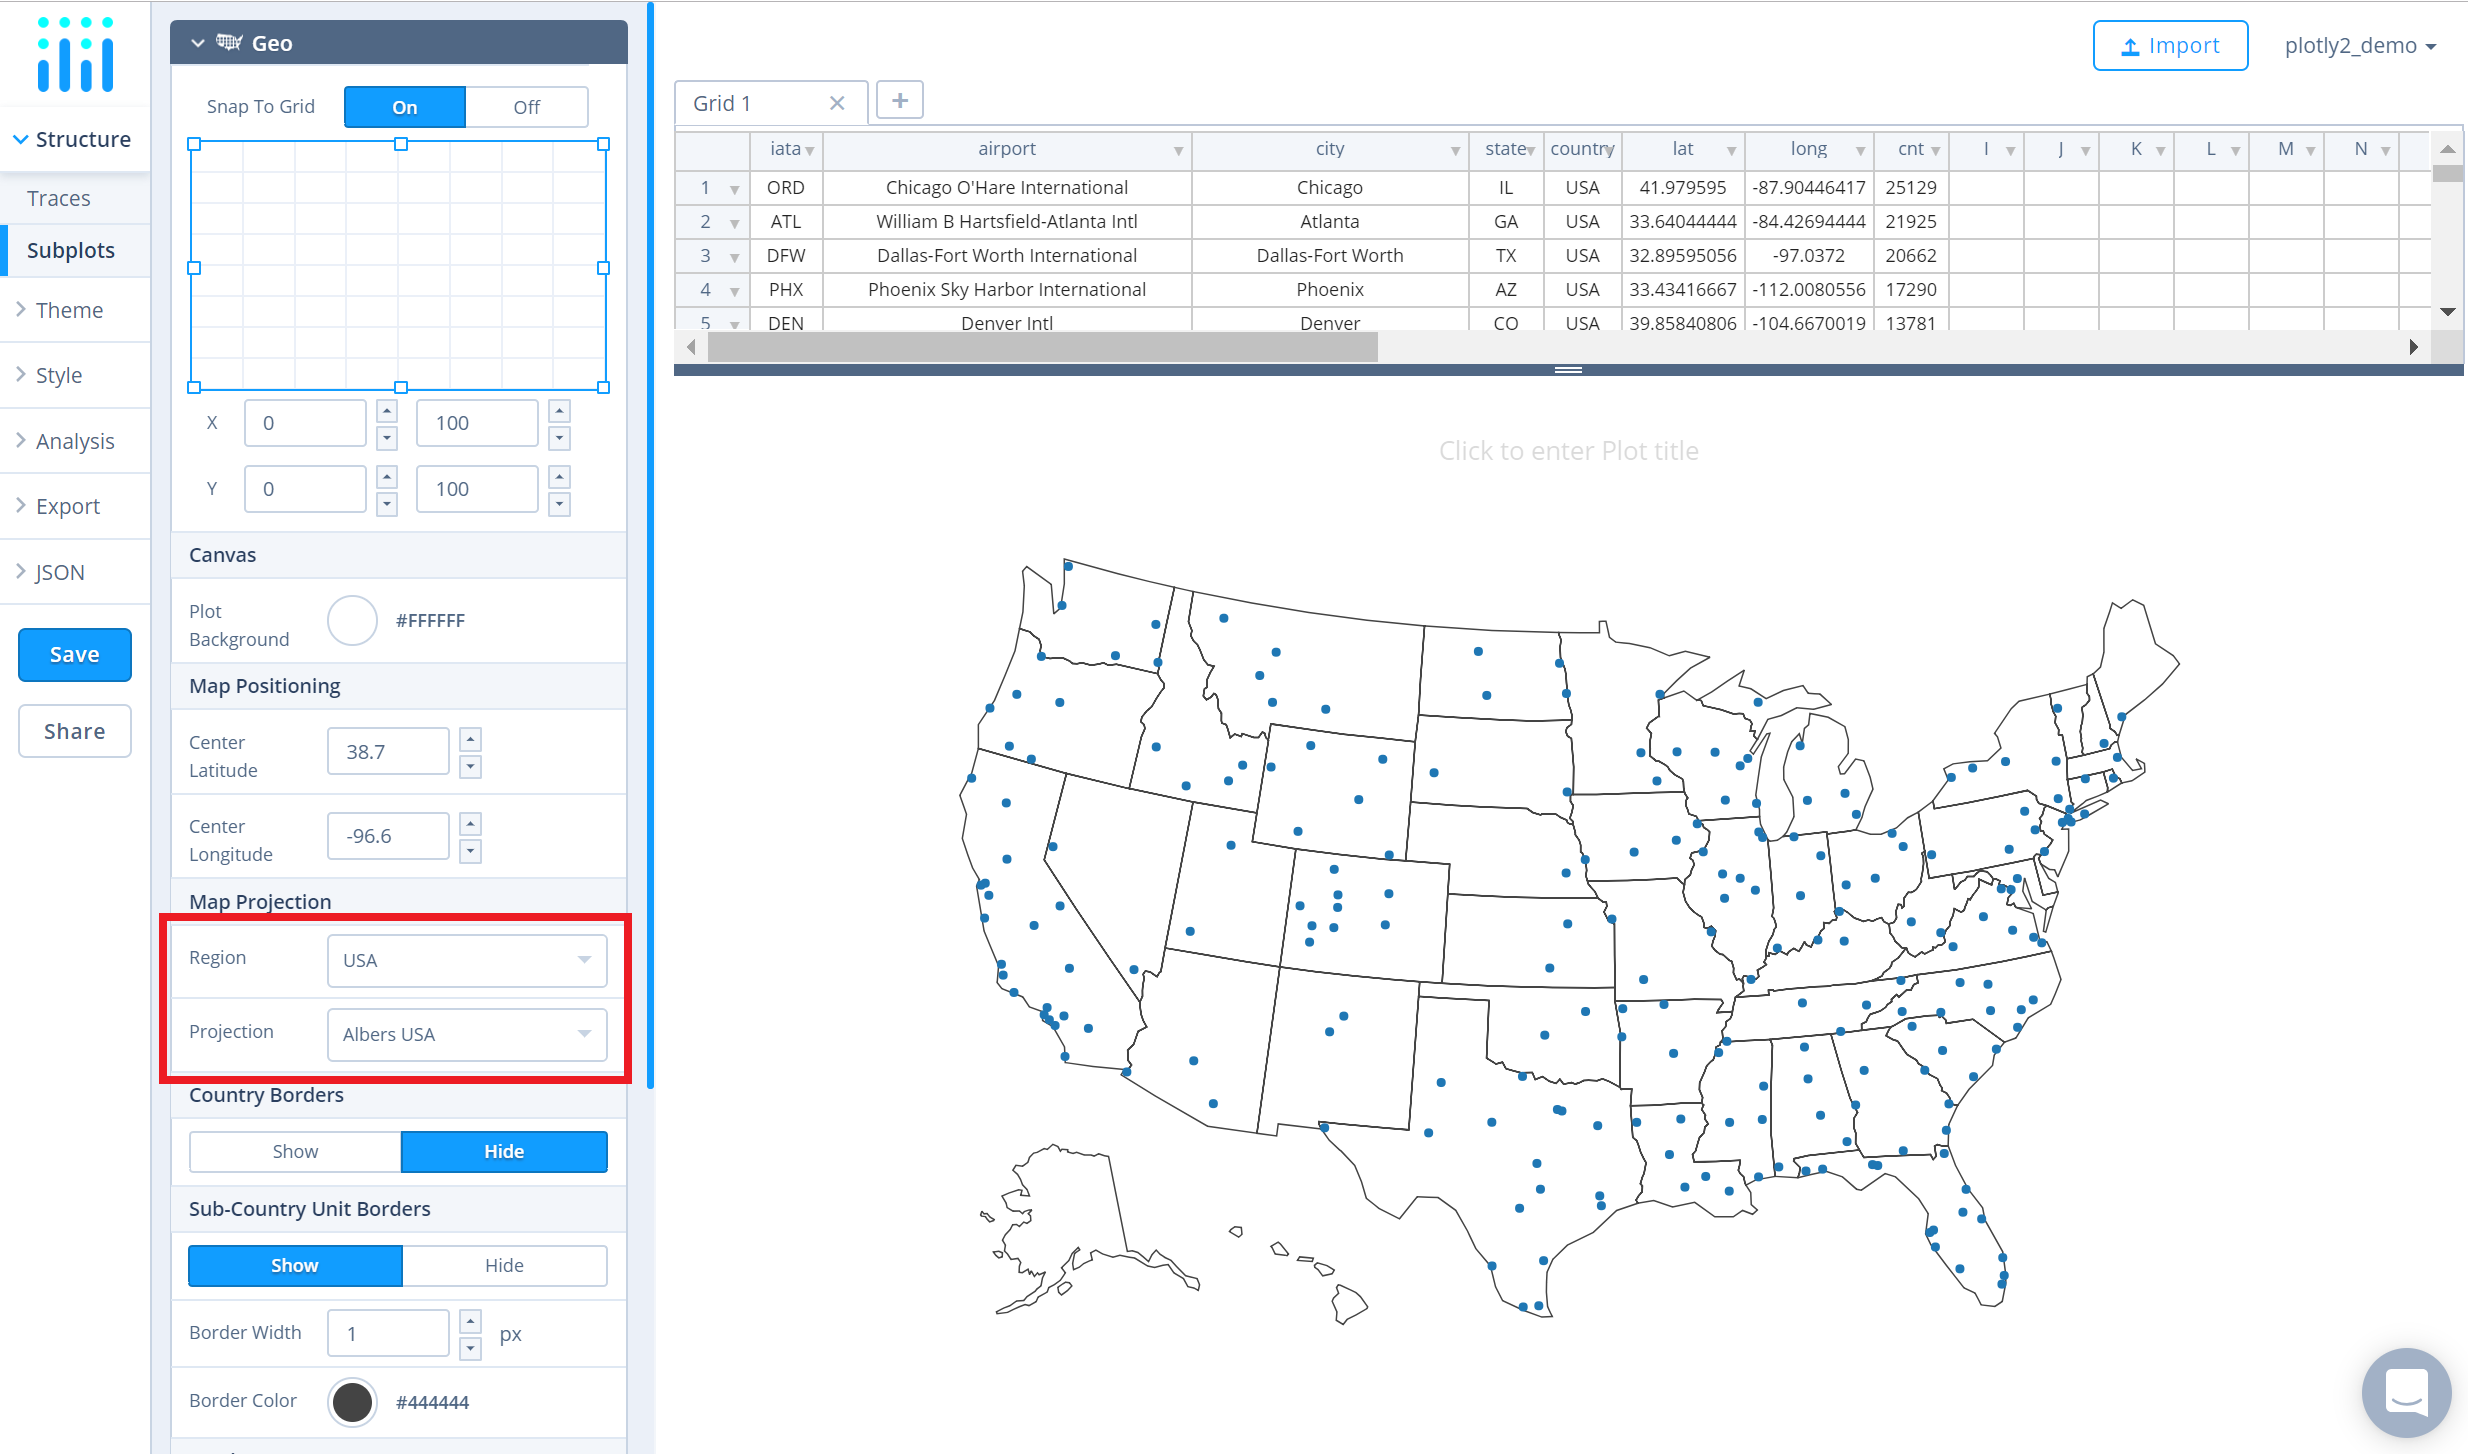 Geo
Import
plotly2_demo
Snap To Grid On Off
Grid 1
Structure
Traces
Subplots
Theme
Style
Analysis
Export
JSON
Save
Share
iata airport city state country lat long cnt I J K L M N
1 ORD Chicago O'Hare International Chicago IL USA 41.979595 -87.90446417 25129
2 ATL William B Hartsfield-Atlanta Intl Atlanta GA USA 33.64044444 -84.42694444 21925
3 DFW Dallas-Fort Worth International Dallas-Fort Worth TX USA 32.89595056 -97.0372 20662
4 PHX Phoenix Sky Harbor International Phoenix AZ USA 33.43416667 -112.0080556 17290
5 DEN Denver Intl Denver CO USA 39.85840806 -104.6670019 13781
X 0 100
Y 0 100
Click to enter Plot title
Canvas
Plot
Background
#FFFFFF
Map Positioning
Center
Latitude
38.7
Center
Longitude
-96.6
Map Projection
Region USA
Projection Albers USA
Country Borders
Show Hide
Sub-Country Unit Borders
Show Hide
Border Width 1 px
Border Color #444444